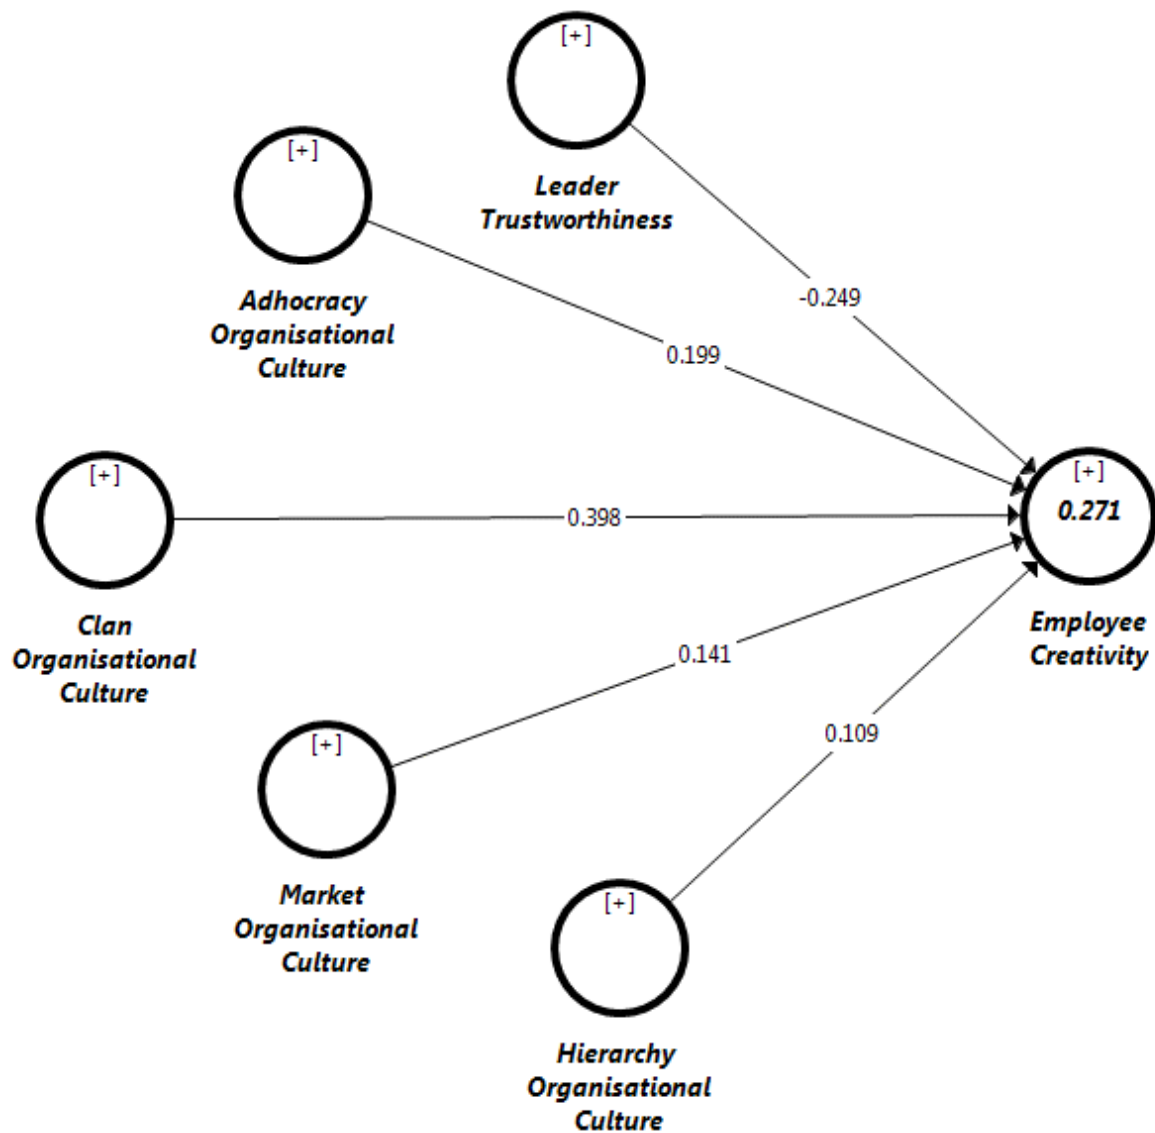 [+]
Leader
Trustworthiness
[+]
Adhocracy
Organisational
Culture
-0.249
0.199
[+]
Clan
Organisational
Culture
0.398
[+]
0.271
Employee
Creativity
0.141
[+]
Market
Organisational
Culture
0.109
[+]
Hierarchy
Organisational
Culture